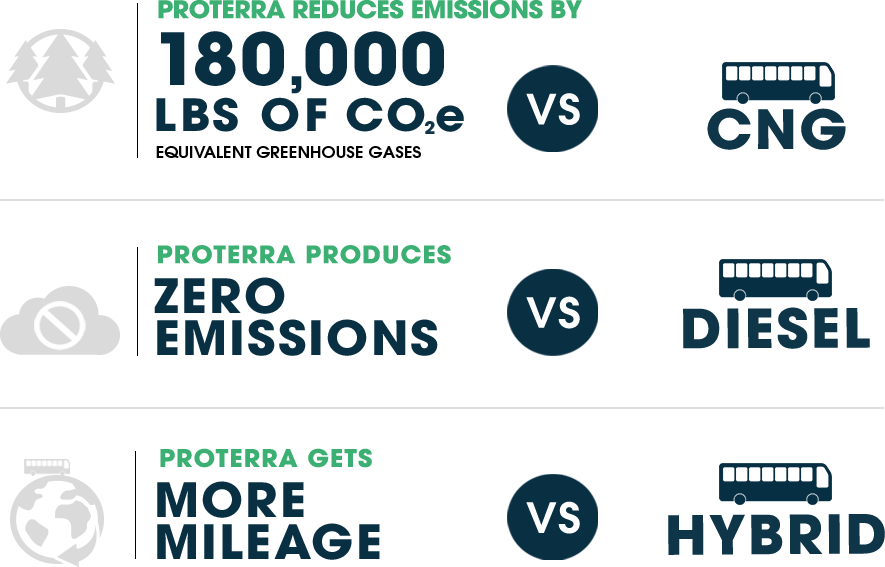 PROTERRA REDUCES EMISSIONS BY
180,000
LBS OF CO₂e
EQUIVALENT GREENHOUSE GASES
VS
CNG
PROTERRA PRODUCES
ZERO
EMISSIONS
VS
DIESEL
PROTERRA GETS
MORE
MILEAGE
VS
HYBRID